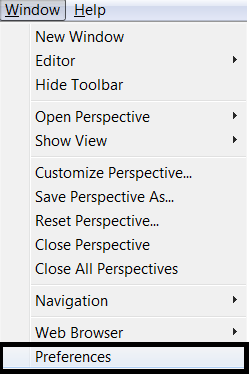 Window Help
New Window
Editor
Hide Toolbar
Open Perspective
Show View
Customize Perspective...
Save Perspective As...
Reset Perspective...
Close Perspective
Close All Perspectives
Navigation
Web Browser
Preferences